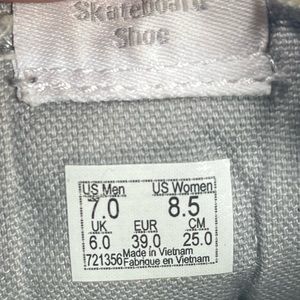 Skateboard
Shoe
US Men US Women
7.0 8.5
UK EUR CM
6.0 39.0 25.0
Made in Vietnam
721356 Fabrique en Vietnam